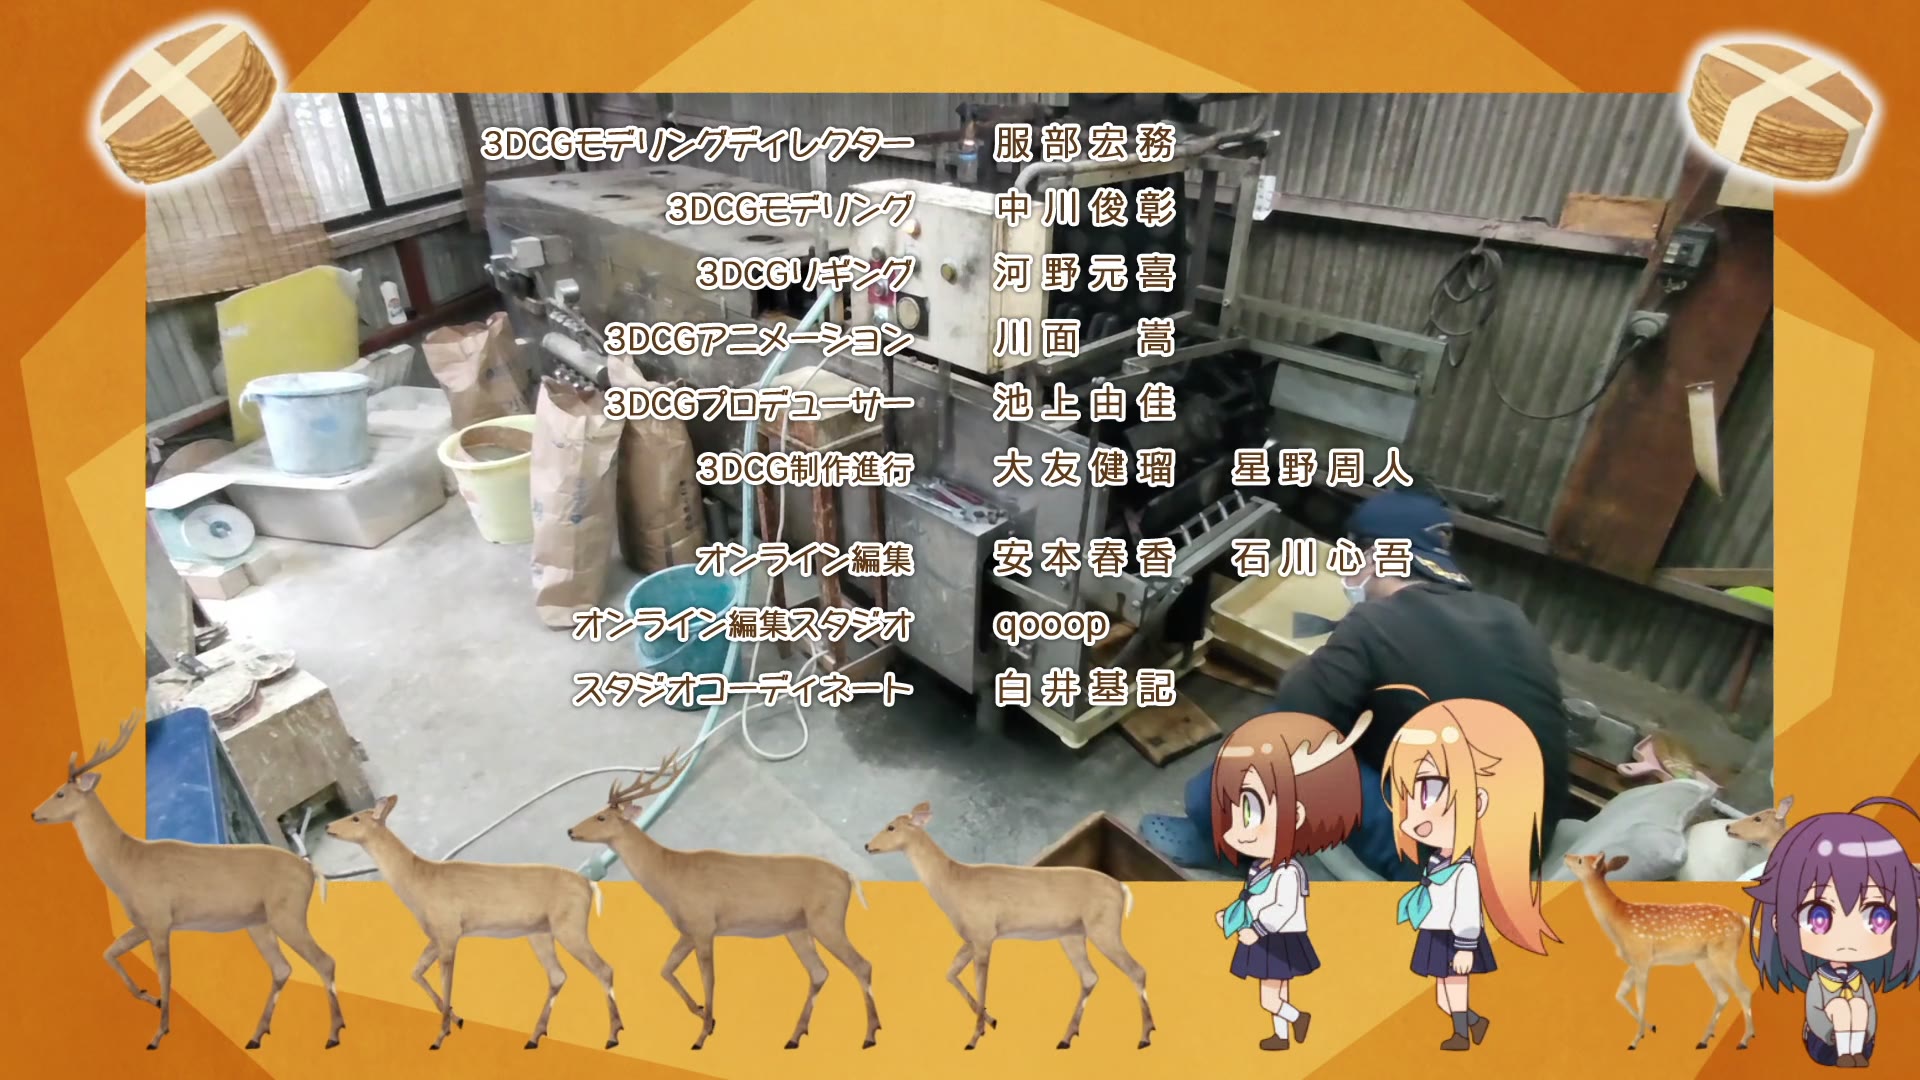 3DCGモデリングディレクター 服部宏務
3DCGモデリング 中川俊彰
3DCGリギング 河野元喜
3DCGアニメーション 川面 嵩
3DCGプロデューサー 池上由佳
3DCG制作進行 大友健瑠 星野周人
オンライン編集 安本春香 石川心吾
オンライン編集スタジオ qooop
スタジオコーディネート 白井基記